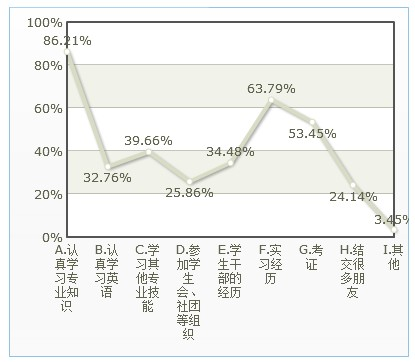 100%
86.21%
80%
63.79%
60%
53.45%
39.66%
40%
34.48%
32.76%
25.86%
24.14%
20%
3.45%
0%
A.认
真学
习专
业知
识
B.认
真学
习英
语
C.学
习其
他专
业技
能
D.参
加学
生
会、
社团
等组
织
E.学
生干
部的
经历
F.实
习经
历
G.考
证
H.结
交很
多朋
友
I.其
他